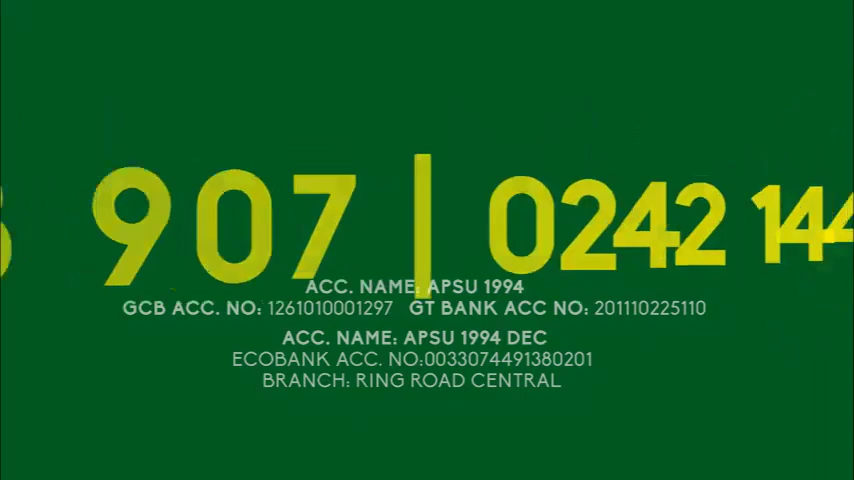 907 | 0242 144
ACC. NAME: APSU 1994
GCB ACC. NO: 1261010001297 GT BANK ACC NO: 201110225110
ACC. NAME: APSU 1994 DEC
ECOBANK ACC. NO:0033074491380201
BRANCH: RING ROAD CENTRAL